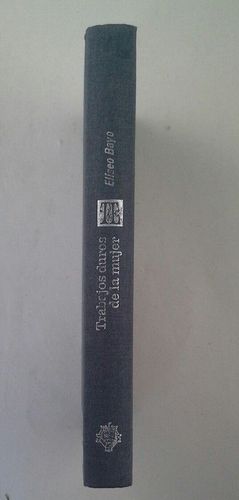 Eliseo Bayo
Trabajos duros
de la mujer